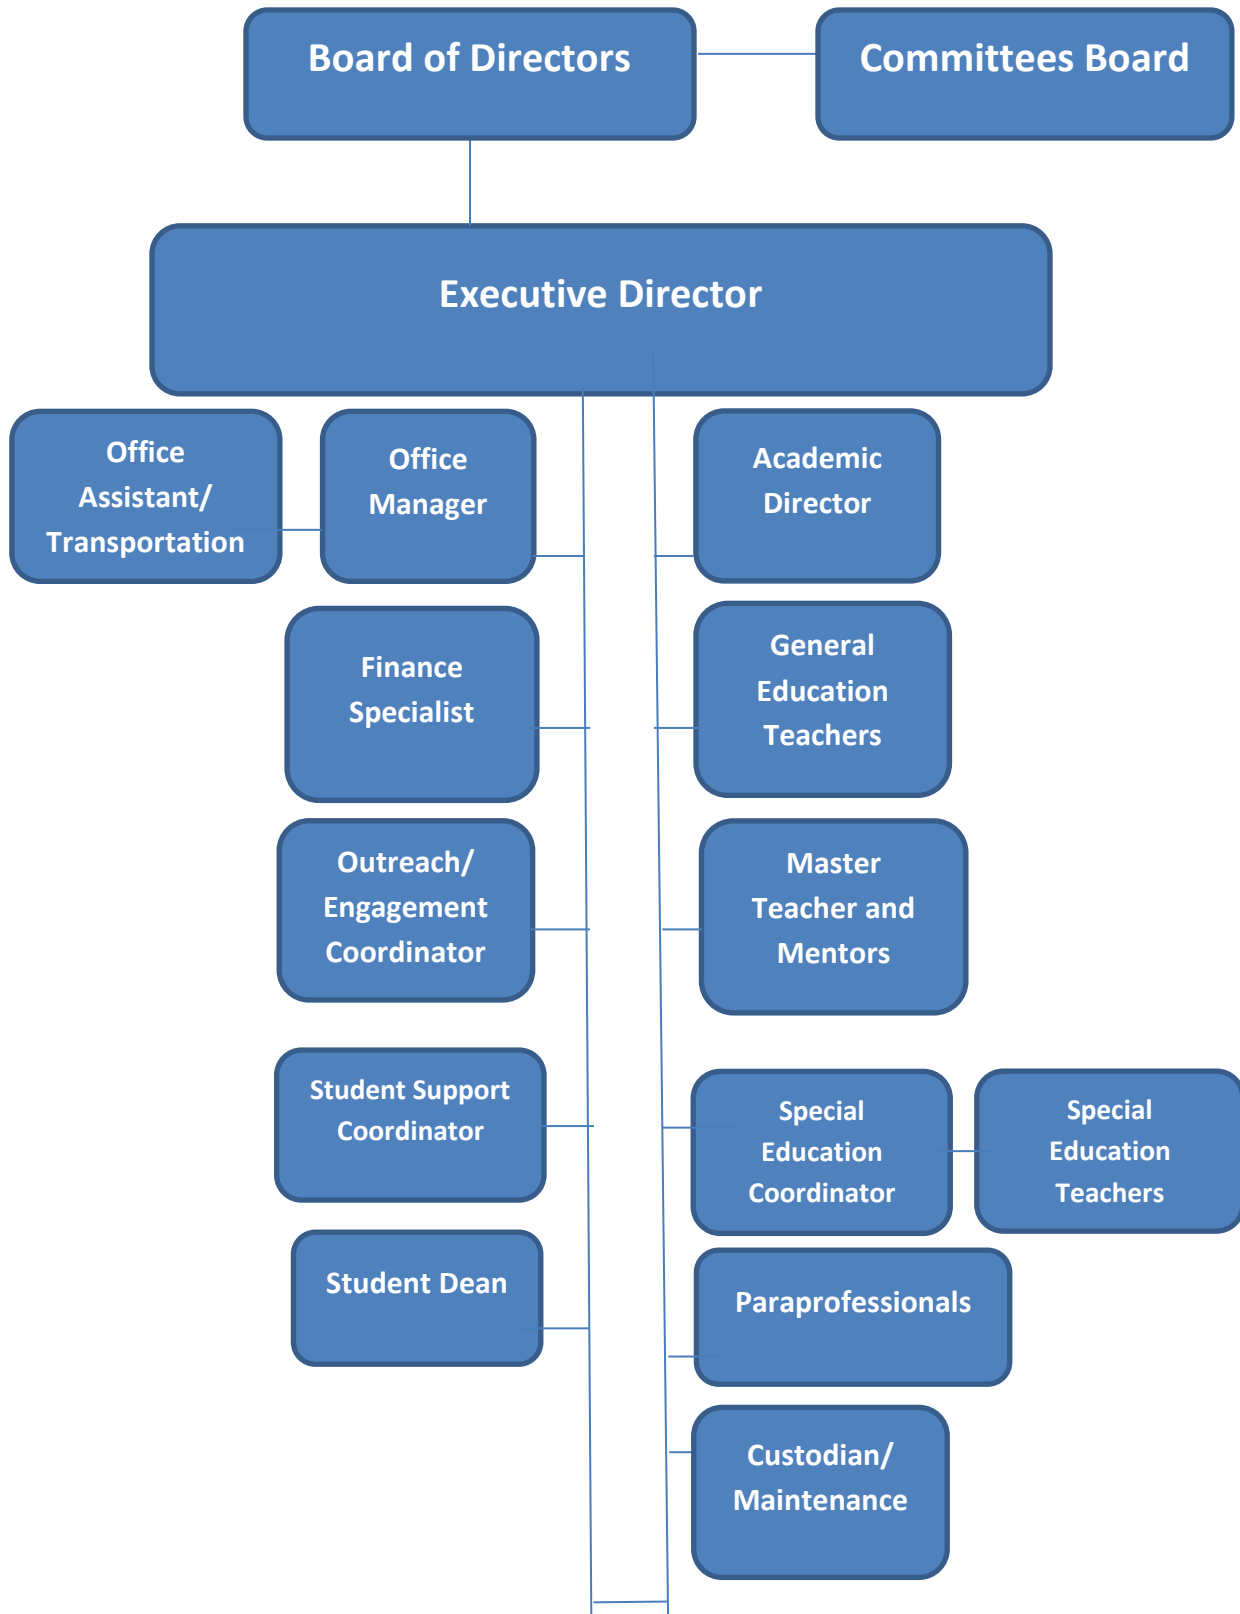 Board of Directors
Committees Board
Executive Director
Office
Assistant/
Transportation
Office
Manager
Academic
Director
Finance
Specialist
General
Education
Teachers
Outreach/
Engagement
Coordinator
Master
Teacher and
Mentors
Student Support
Coordinator
Special
Education
Coordinator
Special
Education
Teachers
Student Dean
Paraprofessionals
Custodian/
Maintenance